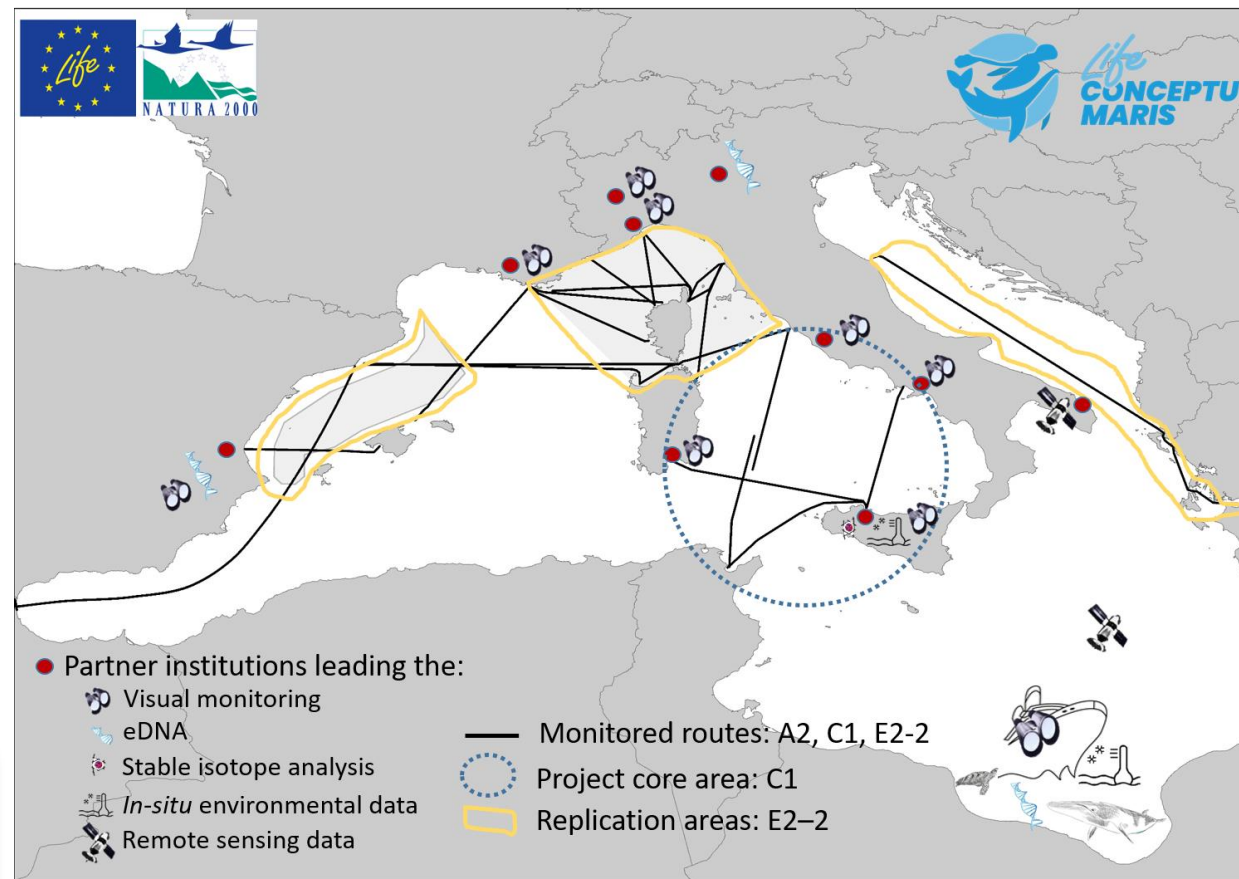 Life
NATURA 2000
Life
CONCEPTU
MARIS
Partner institutions leading the:
Visual monitoring
eDNA
Stable isotope analysis
In-situ environmental data
Remote sensing data
Monitored routes: A2, C1, E2-2
Project core area: C1
Replication areas: E2–2